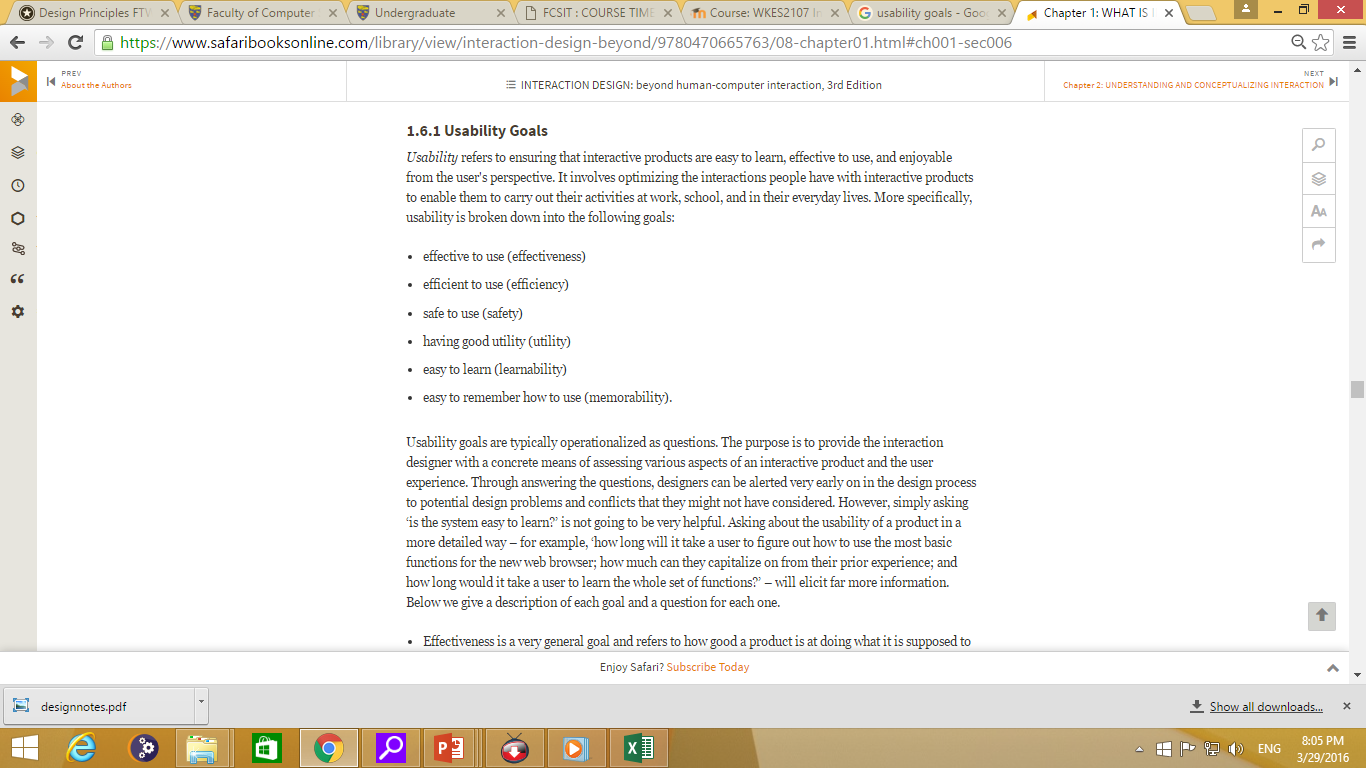 Design Principles FTW
Faculty of Computer
Undergraduate
FCSIT : COURSE TIME
Course: WKES2107 In
usability goals - Goo
Chapter 1: WHAT IS
https://www.safaribooksonline.com/library/view/interaction-design-beyond/9780470665763/08-chapter01.html#ch001-sec006
PREV
About the Authors
INTERACTION DESIGN: beyond human-computer interaction, 3rd Edition
NEXT
Chapter 2: UNDERSTANDING AND CONCEPTUALIZING INTERACTION
1.6.1 Usability Goals
Usability refers to ensuring that interactive products are easy to learn, effective to use, and enjoyable
from the user's perspective. It involves optimizing the interactions people have with interactive products
to enable them to carry out their activities at work, school, and in their everyday lives. More specifically,
usability is broken down into the following goals:
• effective to use (effectiveness)
• efficient to use (efficiency)
• safe to use (safety)
• having good utility (utility)
• easy to learn (learnability)
• easy to remember how to use (memorability).
Usability goals are typically operationalized as questions. The purpose is to provide the interaction
designer with a concrete means of assessing various aspects of an interactive product and the user
experience. Through answering the questions, designers can be alerted very early on in the design process
to potential design problems and conflicts that they might not have considered. However, simply asking
‘is the system easy to learn?’ is not going to be very helpful. Asking about the usability of a product in a
more detailed way – for example, ‘how long will it take a user to figure out how to use the most basic
functions for the new web browser; how much can they capitalize on from their prior experience; and
how long would it take a user to learn the whole set of functions?’ – will elicit far more information.
Below we give a description of each goal and a question for each one.
• Effectiveness is a very general goal and refers to how good a product is at doing what it is supposed to
AA
Enjoy Safari? Subscribe Today
designnotes.pdf
Show all downloads...
ENG
8:05 PM
3/29/2016